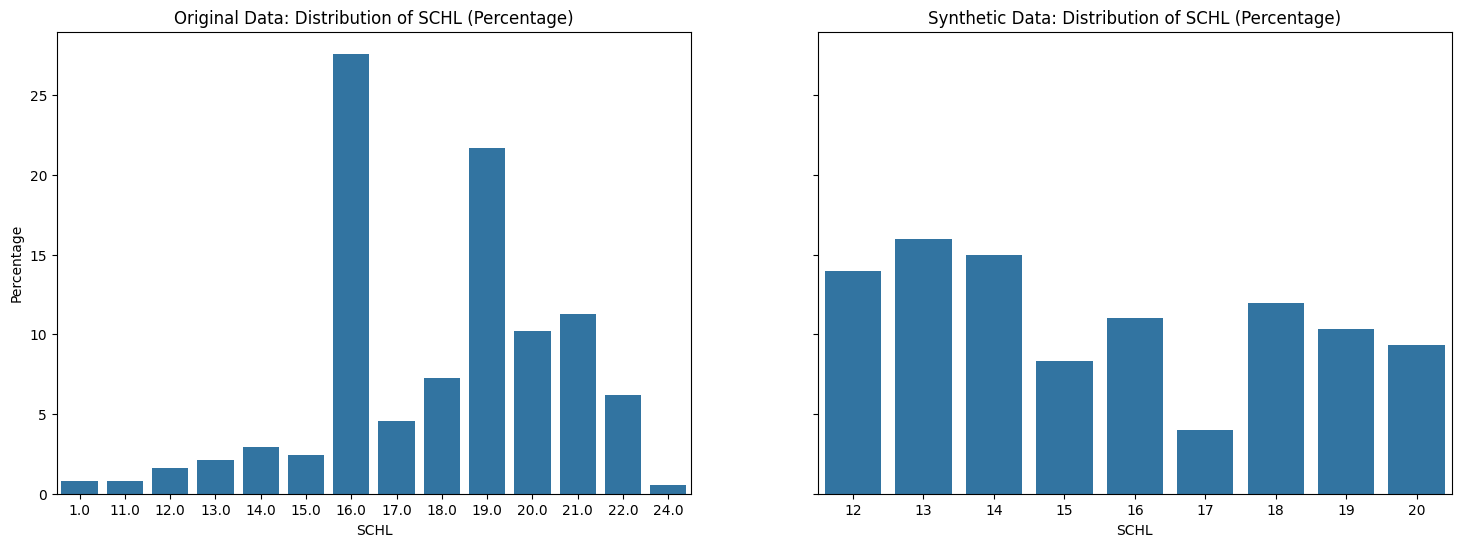 Original Data: Distribution of SCHL (Percentage)
Percentage
25
20
15
10
5
0
1.0 11.0 12.0 13.0 14.0 15.0 16.0 17.0 18.0 19.0 20.0 21.0 22.0 24.0
SCHL
Synthetic Data: Distribution of SCHL (Percentage)
12 13 14 15 16 17 18 19 20
SCHL